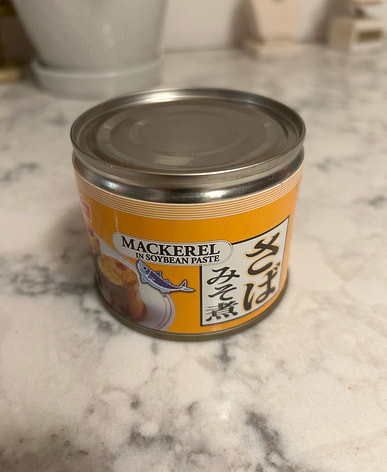 MACKEREL
IN SOYBEAN PASTE
さば
みそ煮